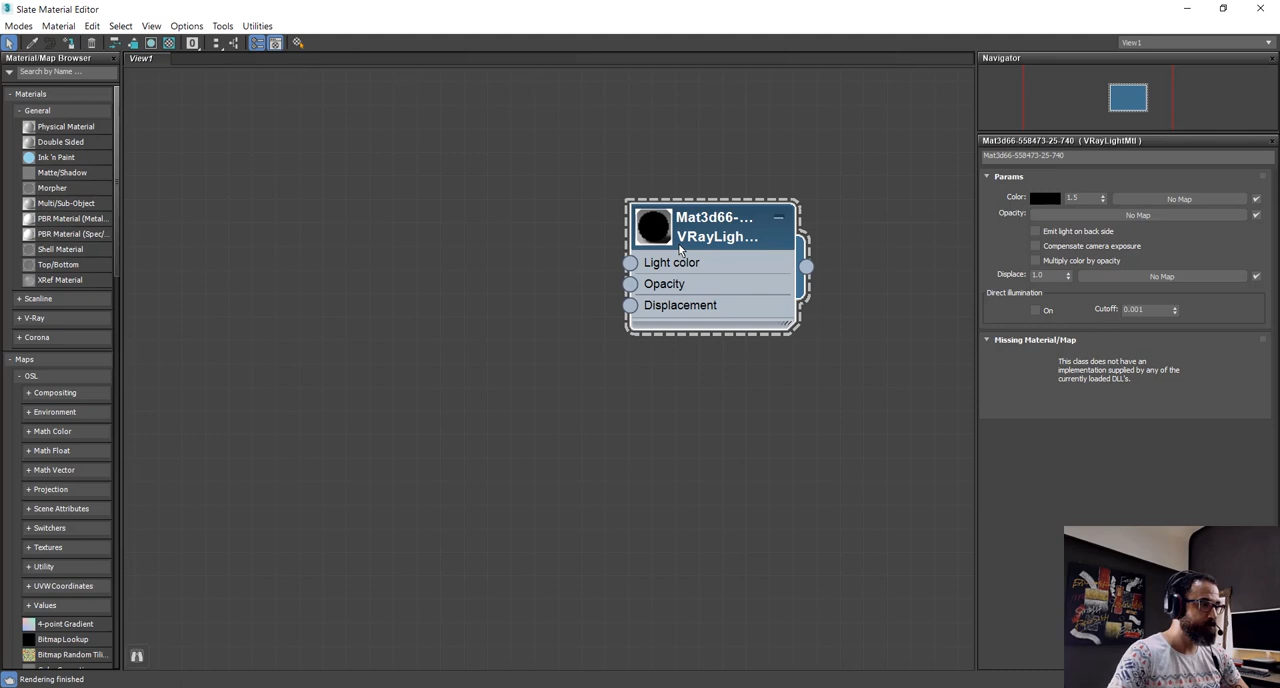 Slate Material Editor
Modes Material Edit Select View Options Tools Utilities
View1
Material/Map Browser
View1
Navigator
Search by Name ...
- Materials
- General
Physical Material
Double Sided
Ink 'n Paint
Matte/Shadow
Morpher
Multi/Sub-Object
PBR Material (Metal...
PBR Material (Spec/...
Shell Material
Top/Bottom
XRef Material
+ Scanline
+ V-Ray
+ Corona
- Maps
- OSL
+ Compositing
+ Environment
+ Math Color
+ Math Float
+ Math Vector
+ Projection
+ Scene Attributes
+ Switchers
+ Textures
+ Utility
+ UVWCoordinates
+ Values
4-point Gradient
BitmapLookup
Bitmap Random Tili...
Mat3d66-...
VRayLigh...
Light color
Opacity
Displacement
Mat3d66-558473-25-740 ( VRayLightMtl )
Mat3d66-558473-25-740
Params
Color: 1.5 No Map
Opacity: No Map
Emit light on back side
Compensate camera exposure
Multiply color by opacity
Displace: 1.0 No Map
Direct illumination
On Cutoff: 0.001
Missing Material/Map
This class does not have an
implementation supplied by any of the
currently loaded DLL's.
Rendering finished